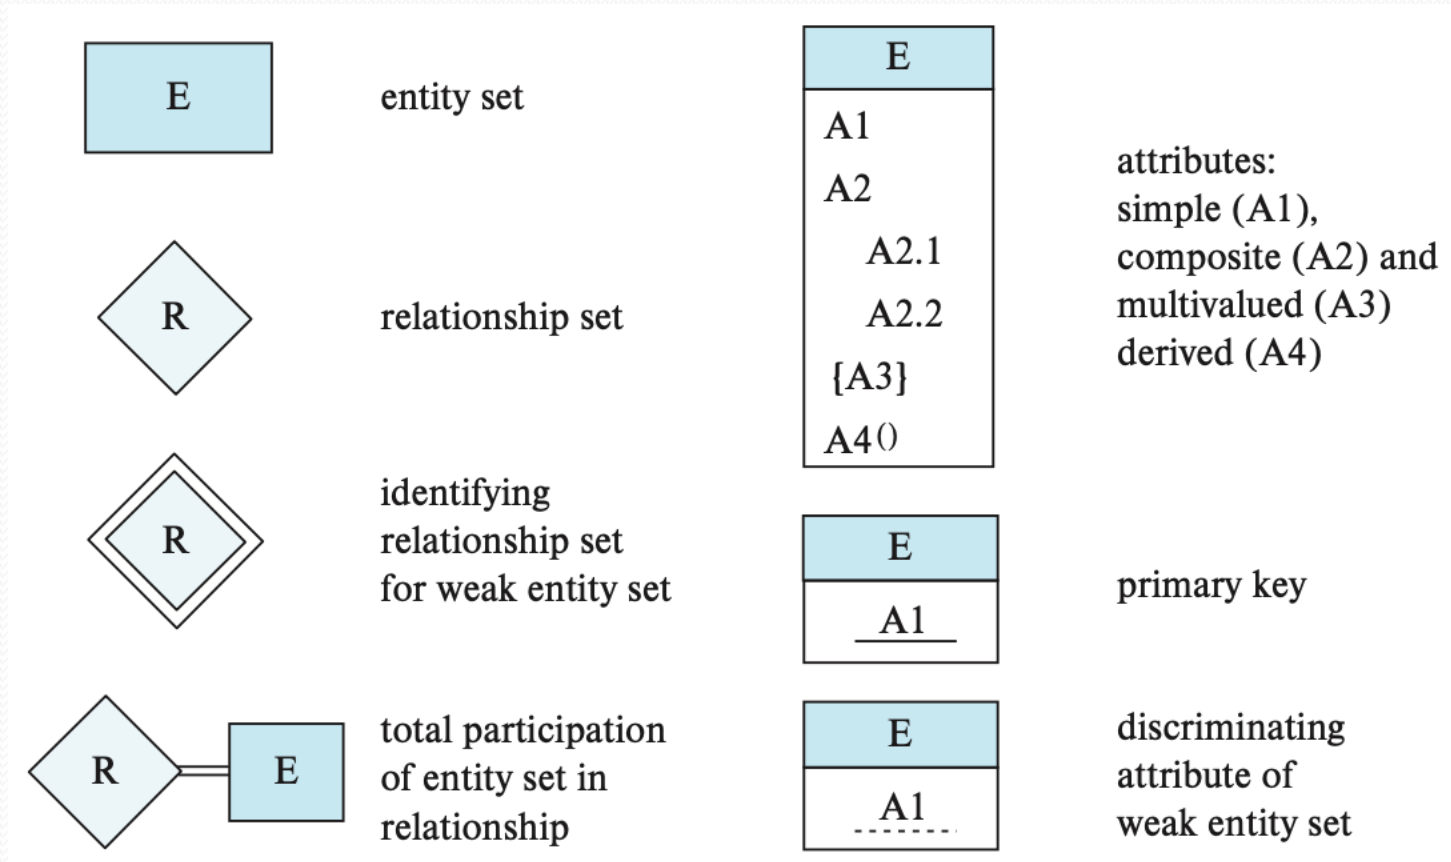 E
entity set
R
relationship set
R
identifying
relationship set
for weak entity set
R
E
total participation
of entity set in
relationship
E
A1
A2
A2.1
A2.2
{A3}
A4()
attributes:
simple (A1),
composite (A2) and
multivalued (A3)
derived (A4)
E
A1
primary key
E
A1
discriminating
attribute of
weak entity set